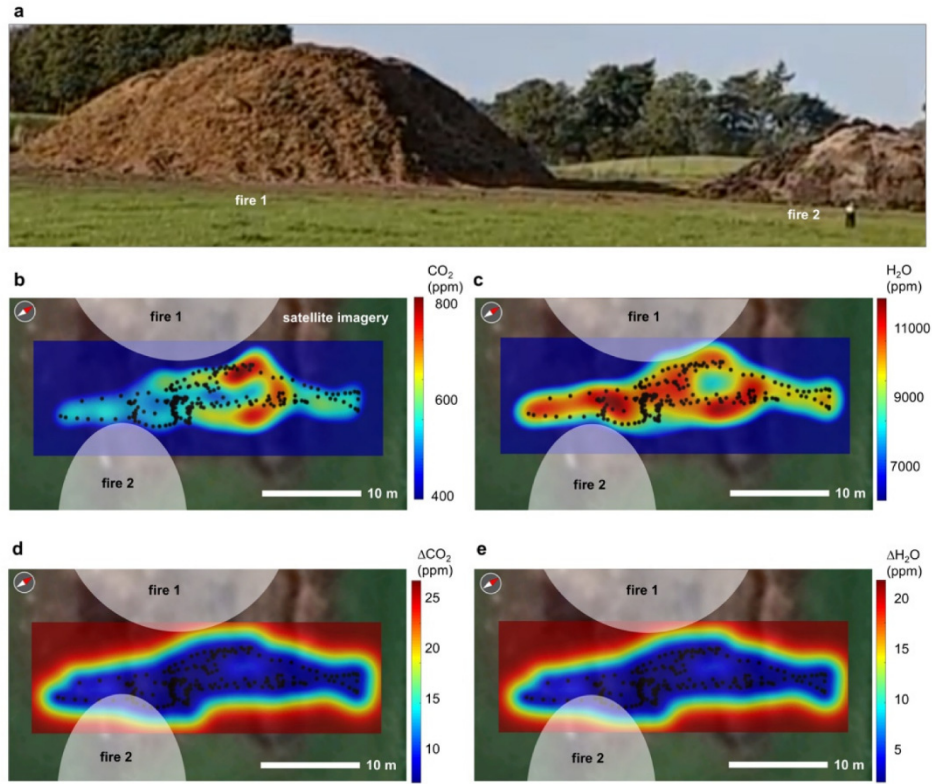 a
fire 1
fire 2
b
CO₂
(ppm)
fire 1
satellite imagery
800
600
400
fire 2
10 m
c
H₂O
(ppm)
fire 1
11000
9000
7000
fire 2
10 m
d
ΔCO₂
(ppm)
fire 1
25
20
15
10
fire 2
10 m
e
ΔH₂O
(ppm)
fire 1
20
15
10
5
fire 2
10 m